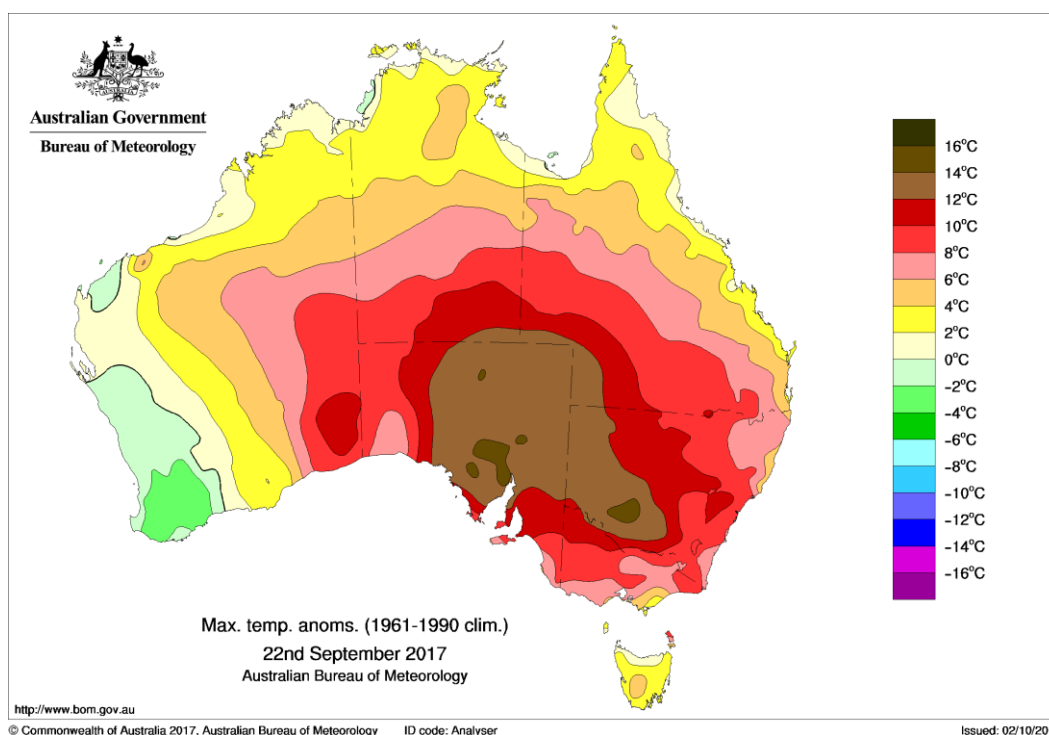 Australian Government
Bureau of Meteorology
16°C
14°C
12°C
10°C
8°C
6°C
4°C
2°C
0°C
-2°C
-4°C
-6°C
-8°C
-10°C
-12°C
-14°C
-16°C
Max. temp. anoms. (1961-1990 clim.)
22nd September 2017
Australian Bureau of Meteorology
http://www.bom.gov.au
© Commonwealth of Australia 2017, Australian Bureau of Meteorology ID code: Analyser Issued: 02/10/20